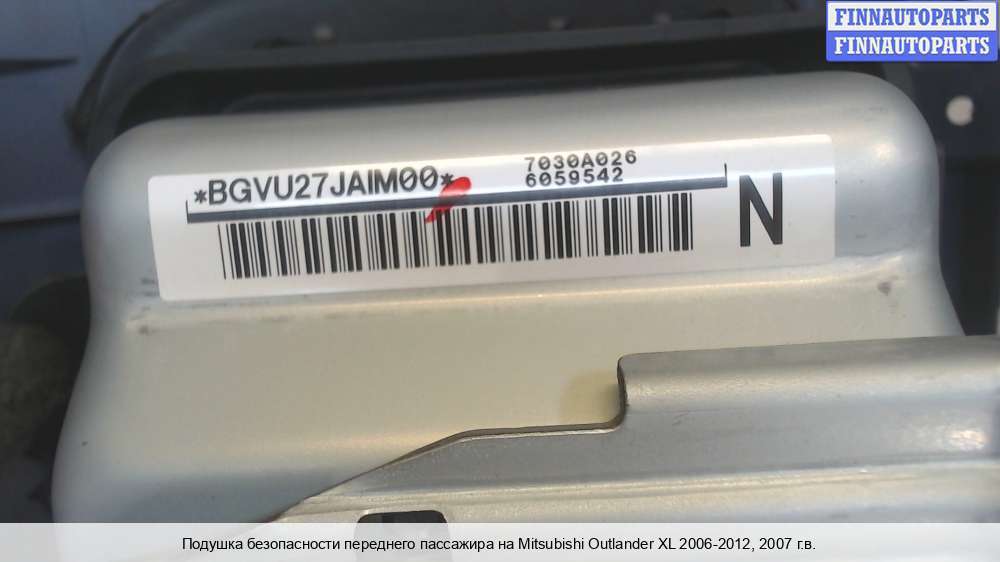 FINNAUTOPARTS
FINNAUTOPARTS
*BGVU27JAIM00*
7030A026
6059542
N
Подушка безопасности переднего пассажира на Mitsubishi Outlander XL 2006-2012, 2007 г.в.